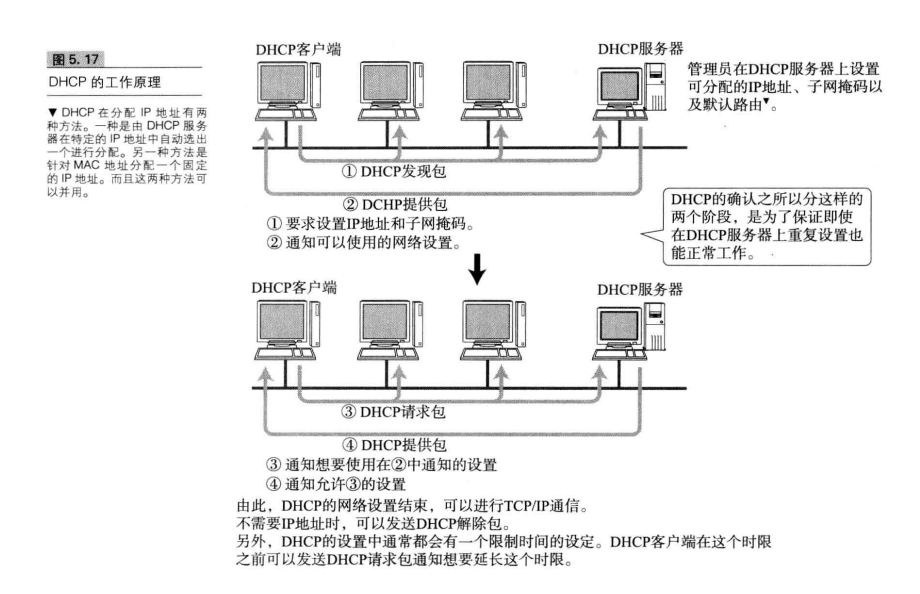 图 5.17
DHCP 的工作原理
▼ DHCP 在分配 IP 地址有两
种方法。一种是由 DHCP 服务
器在特定的 IP 地址中自动选出
一个进行分配。另一种方法是
针对 MAC 地址分配一个固定
的 IP 地址。而且这两种方法可
以并用。
DHCP客户端
DHCP服务器
管理员在DHCP服务器上设置
可分配的IP地址、子网掩码以
及默认路由▼。
① DHCP发现包
② DCHP提供包
① 要求设置IP地址和子网掩码。
② 通知可以使用的网络设置。
DHCP的确认之所以分这样的
两个阶段，是为了保证即使
在DHCP服务器上重复设置也
能正常工作。
DHCP客户端
DHCP服务器
③ DHCP请求包
④ DHCP提供包
③ 通知想要使用在②中通知的设置
④ 通知允许③的设置
由此，DHCP的网络设置结束，可以进行TCP/IP通信。
不需要IP地址时，可以发送DHCP解除包。
另外，DHCP的设置中通常都会有一个限制时间的设定。DHCP客户端在这个时限
之前可以发送DHCP请求包通知想要延长这个时限。